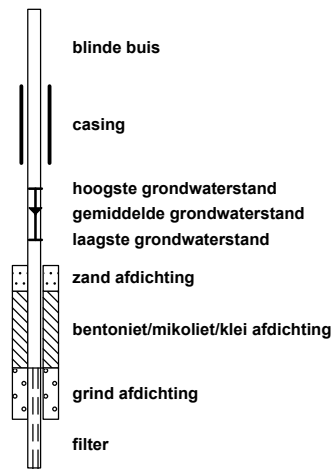 blinde buis
casing
hoogste grondwaterstand
gemiddelde grondwaterstand
laagste grondwaterstand
zand afdichting
bentoniet/mikoliet/klei afdichting
grind afdichting
filter